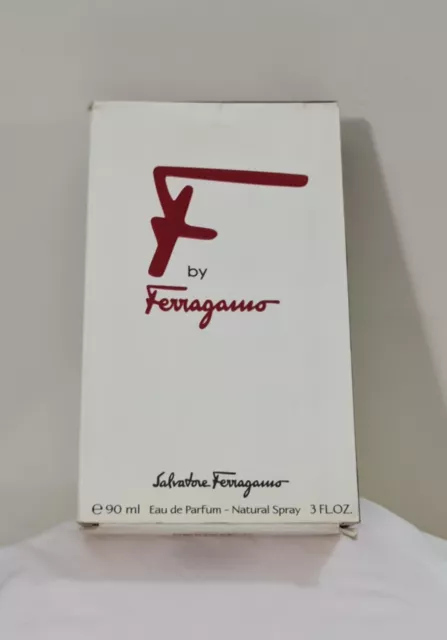 F
by
Ferragamo
Salvatore Ferragamo
℮ 90 ml Eau de Parfum - Natural Spray 3 FL.OZ.